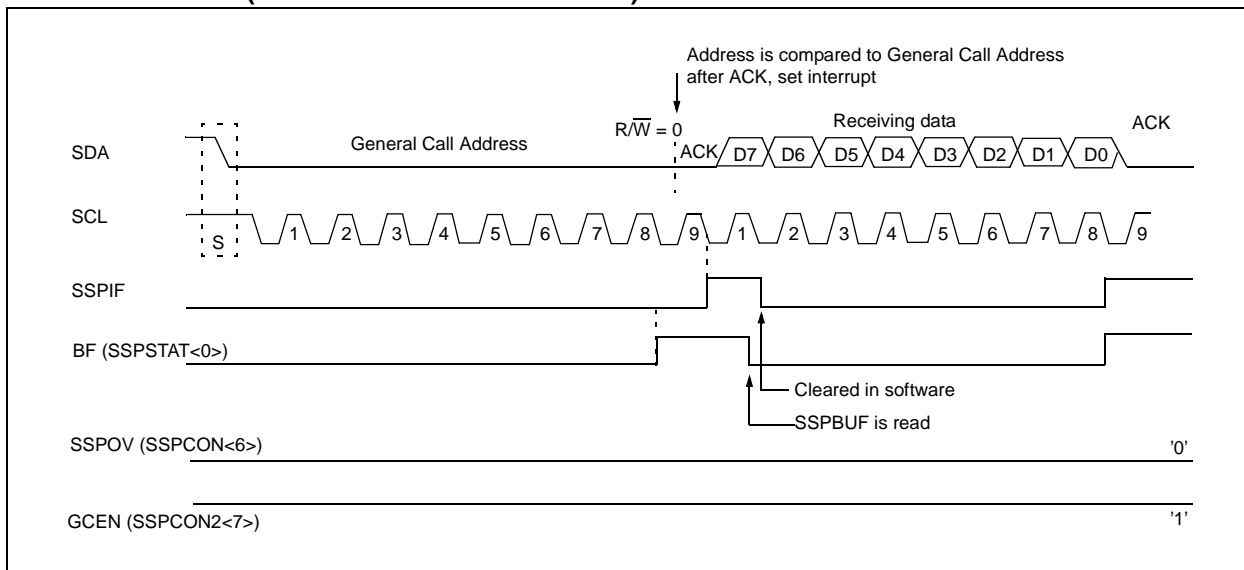 Address is compared to General Call Address
after ACK, set interrupt
R/W̅ = 0
Receiving data
ACK
SDA
General Call Address
ACK
D7 D6 D5 D4 D3 D2 D1 D0
SCL
S
1 2 3 4 5 6 7 8 9 1 2 3 4 5 6 7 8 9
SSPIF
BF (SSPSTAT<0>)
Cleared in software
SSPBUF is read
SSPOV (SSPCON<6>)
'0'
GCEN (SSPCON2<7>)
'1'